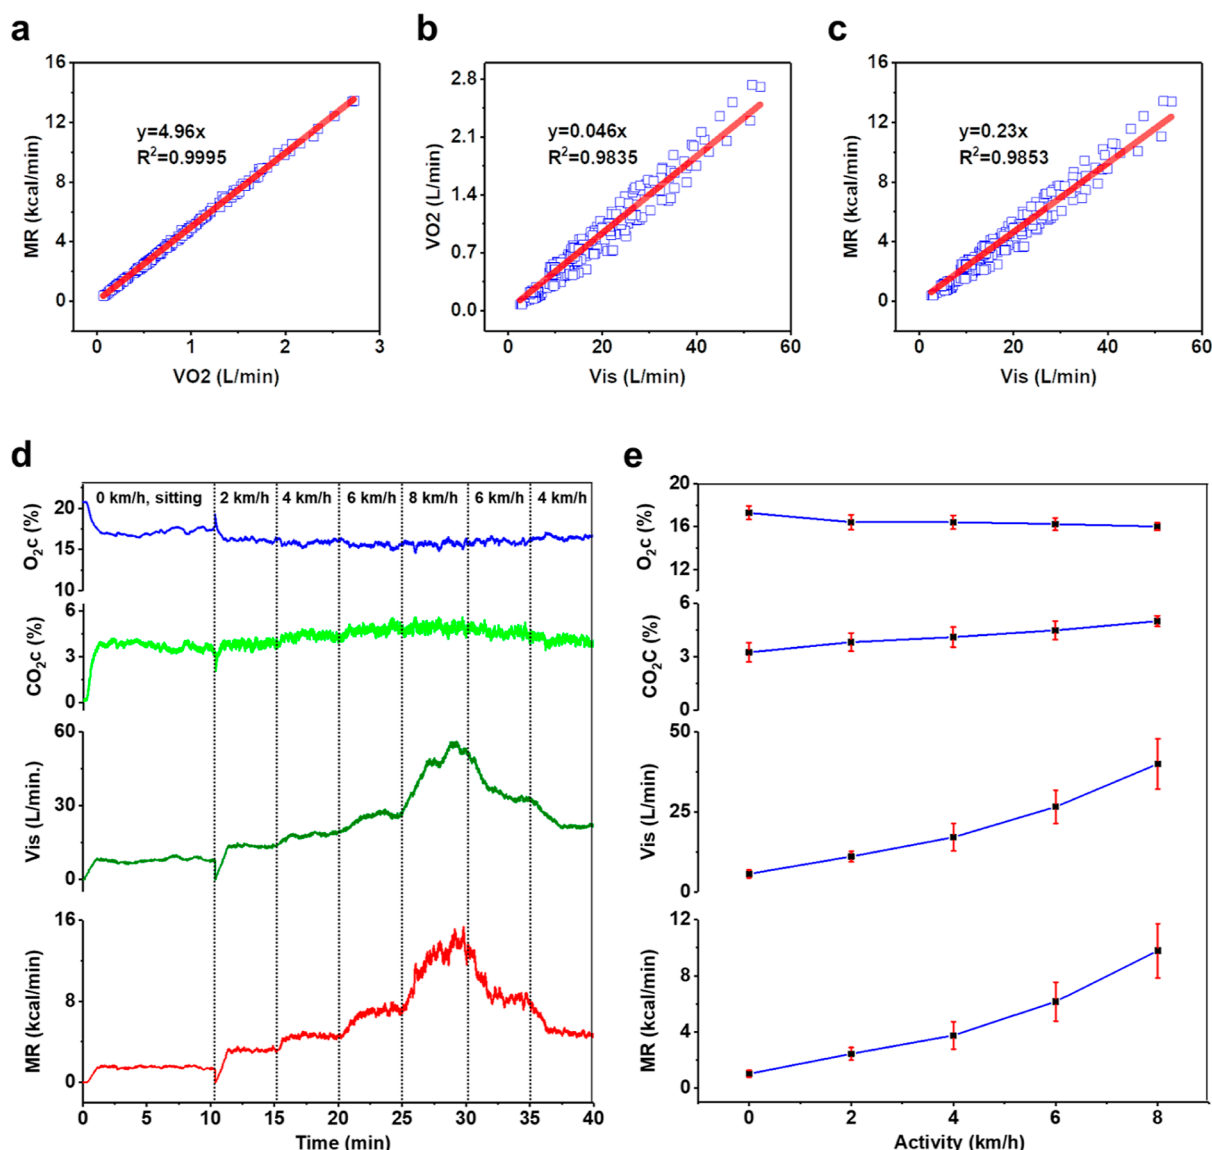 a
16
12
8
4
0
MR (kcal/min)
y=4.96x
R²=0.9995
0 1 2 3
VO2 (L/min)
b
2.8
2.1
1.4
0.7
0.0
VO2 (L/min)
y=0.046x
R²=0.9835
0 20 40 60
Vis (L/min)
c
16
12
8
4
0
MR (kcal/min)
y=0.23x
R²=0.9853
0 20 40 60
Vis (L/min)
d
0 km/h, sitting 2 km/h 4 km/h 6 km/h 8 km/h 6 km/h 4 km/h
20
15
10
O₂c (%)
6
3
0
CO₂c (%)
60
30
0
Vis (L/min.)
16
8
0
MR (kcal/min)
0 5 10 15 20 25 30 35 40
Time (min)
e
20
16
12
O₂c (%)
6
3
0
CO₂C (%)
50
25
0
Vis (L/min)
12
8
4
0
MR (kcal/min)
0 2 4 6 8
Activity (km/h)